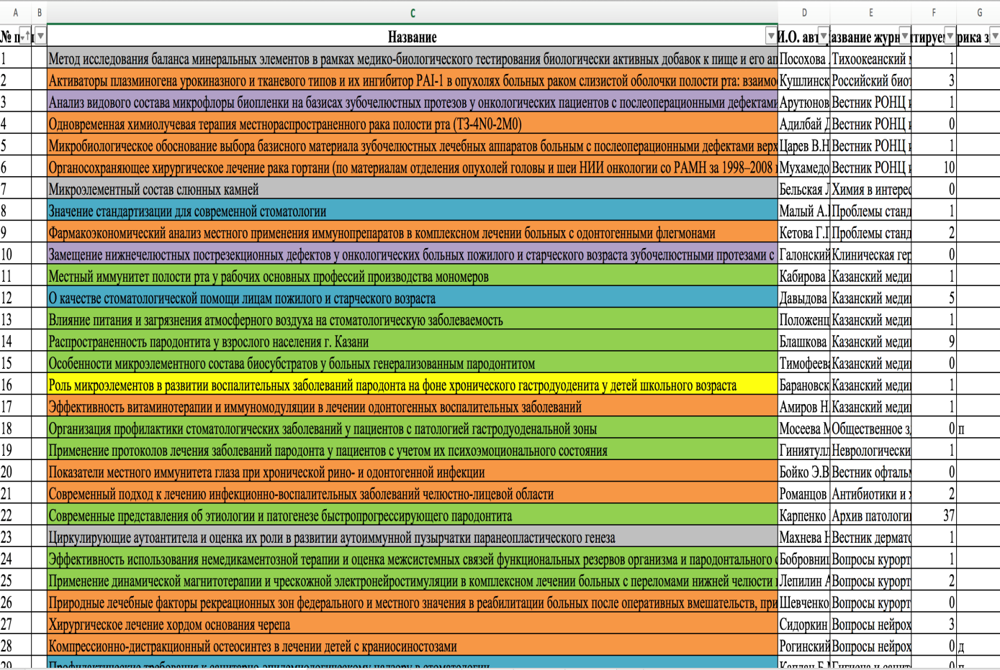 A B C D E F G
№ п Название И.О. авт азвание журн тируе рика з
1 Метод исследования баланса минеральных элементов в рамках медико-биологического тестирования биологически активных добавок к пище и его ап Посохова Тихоокеанский 1
2 Активаторы плазминогена урокиназного и тканевого типов и их ингибитор PAI-1 в опухолях больных раком слизистой оболочки полости рта: взаимо Кушлинск Российский био 3
3 Анализ видового состава микрофлоры биопленки на базисах зубочелюстных протезов у онкологических пациентов с послеоперационными дефектами Арутюнов Вестник РОНЦ 1
4 Одновременная химиолучевая терапия местнораспространенного рака полости рта (Т3-4N0-2M0) Адилбай Д Вестник РОНЦ 0
5 Микробиологическое обоснование выбора базисного материала зубочелюстных лечебных аппаратов больным с послеоперационными дефектами верх Царев В.Н Вестник РОНЦ 1
6 Органосохраняющее хирургическое лечение рака гортани (по материалам отделения опухолей головы и шеи НИИ онкологии со РАМН за 1998–2008 Мухамедо Вестник РОНЦ 10
7 Микроэлементный состав слюнных камней Бельская Л Химия в интерес 0
8 Значение стандартизации для современной стоматологии Малый А. Проблемы станд 1
9 Фармакоэкономический анализ местного применения иммунопрепаратов в комплексном лечении больных с одонтогенными флегмонами Кетова Г.Г Проблемы станд 2
10 Замещение нижнечелюстных пострезекционных дефектов у онкологических больных пожилого и старческого возраста зубочелюстными протезами с Галонский Клиническая гер 0
11 Местный иммунитет полости рта у рабочих основных профессий производства мономеров Кабирова Казанский меди 1
12 О качестве стоматологической помощи лицам пожилого и старческого возраста Давыдова Казанский меди 5
13 Влияние питания и загрязнения атмосферного воздуха на стоматологическую заболеваемость Положенц Казанский меди 1
14 Распространенность пародонтита у взрослого населения г. Казани Блашкова Казанский меди 9
15 Особенности микроэлементного состава биосубстратов у больных генерализованным пародонтитом Тимофеева Казанский меди 0
16 Роль микроэлементов в развитии воспалительных заболеваний пародонта на фоне хронического гастродуоденита у детей школьного возраста Барановск Казанский меди 1
17 Эффективность витаминотерапии и иммуномодуляции в лечении одонтогенных воспалительных заболеваний Амиров Н. Казанский меди 1
18 Организация профилактики стоматологических заболеваний у пациентов с патологией гастродуоденальной зоны Мосеева М Общественное з 0 п
19 Применение протоколов лечения заболеваний пародонта у пациентов с учетом их психоэмоционального состояния Гиниятулл Неврологически 1
20 Показатели местного иммунитета глаза при хронической рино- и одонтогенной инфекции Бойко Э.В Вестник офталь 0
21 Современный подход к лечению инфекционно-воспалительных заболеваний челюстно-лицевой области Романцов Антибиотики и 2
22 Современные представления об этиологии и патогенезе быстропрогрессирующего пародонтита Карпенко Архив патологи 37
23 Циркулирующие аутоантитела и оценка их роли в развитии аутоиммунной пузырчатки паранеопластического генеза Махнева Н Вестник дермато 1
24 Эффективность использования немедикаментозной терапии и оценка межсистемных связей функциональных резервов организма и пародонтального с Бобровни Вопросы курорт 1
25 Применение динамической магнитотерапии и чрескожной электронейростимуляции в комплексном лечении больных с переломами нижней челюсти Лепилин А Вопросы курорт 2
26 Природные лечебные факторы рекреационных зон федерального и местного значения в реабилитации больных после оперативных вмешательств, при Шевченко Вопросы курорт 0
27 Хирургическое лечение хордом основания черепа Сидоркин Вопросы нейрох 3
28 Компрессионно-дистракционный остеосинтез в лечении детей с краниосиностозами Рогинский Вопросы нейрох 0 д
29 Профилактические требования к санитарно-эпидемиологическому надзору в стоматологии Каплан Б. Гигиена и санит 0 п